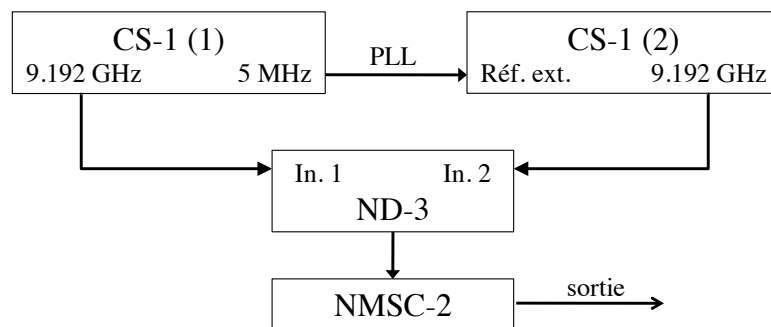 CS-1 (1)
9.192 GHz 5 MHz
PLL
CS-1 (2)
Réf. ext. 9.192 GHz
In. 1 In. 2
ND-3
NMSC-2
sortie